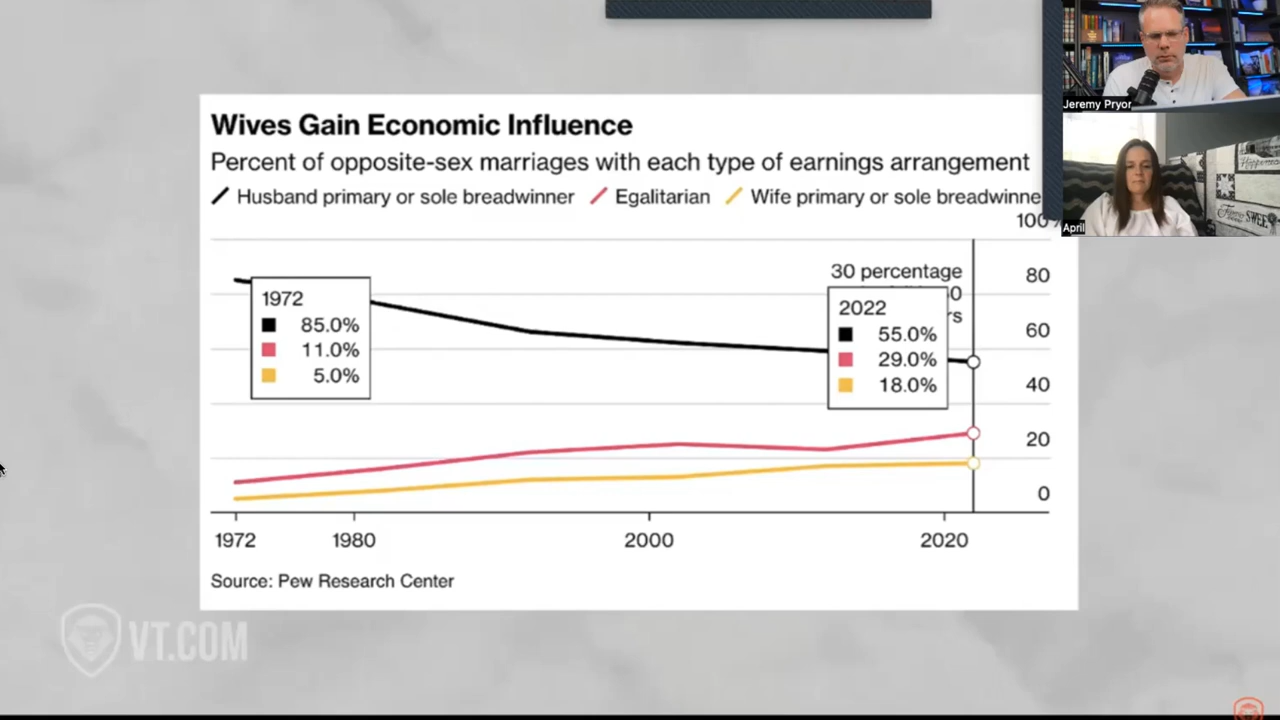 Wives Gain Economic Influence
Percent of opposite-sex marriages with each type of earnings arrangement
Husband primary or sole breadwinner Egalitarian Wife primary or sole breadwinne
100
30 percentage
80
60
40
20
0
1972
85.0%
11.0%
5.0%
2022
55.0%
29.0%
18.0%
1972 1980 2000 2020
Source: Pew Research Center
VT.COM
Jeremy Pryor
April